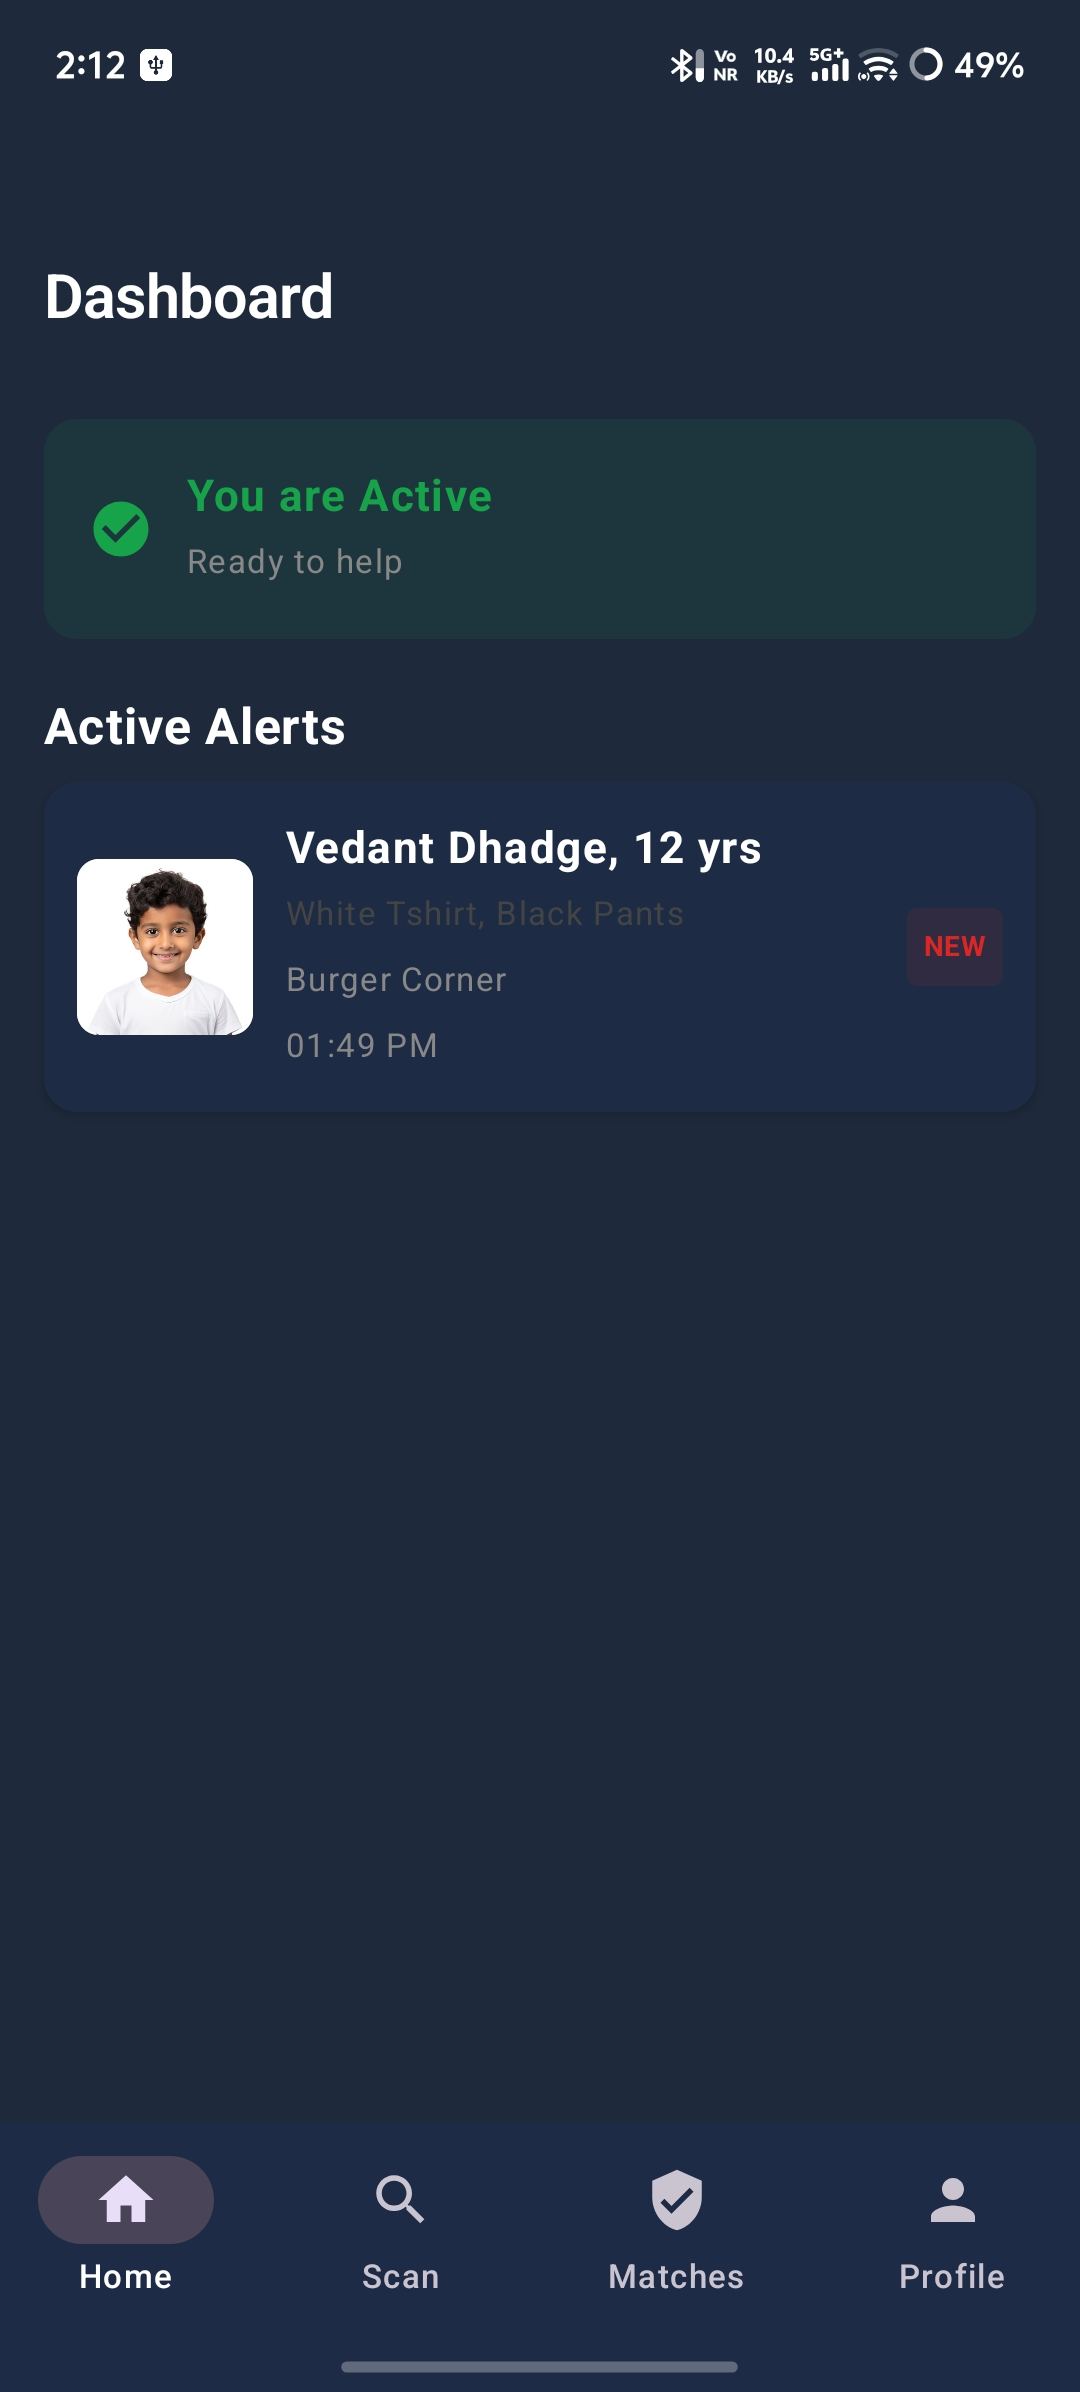 2:12
Vo
NR
10.4
KB/s
5G+
49%
Dashboard
You are Active
Ready to help
Active Alerts
Vedant Dhadge, 12 yrs
White Tshirt, Black Pants
Burger Corner
01:49 PM
NEW
Home
Scan
Matches
Profile